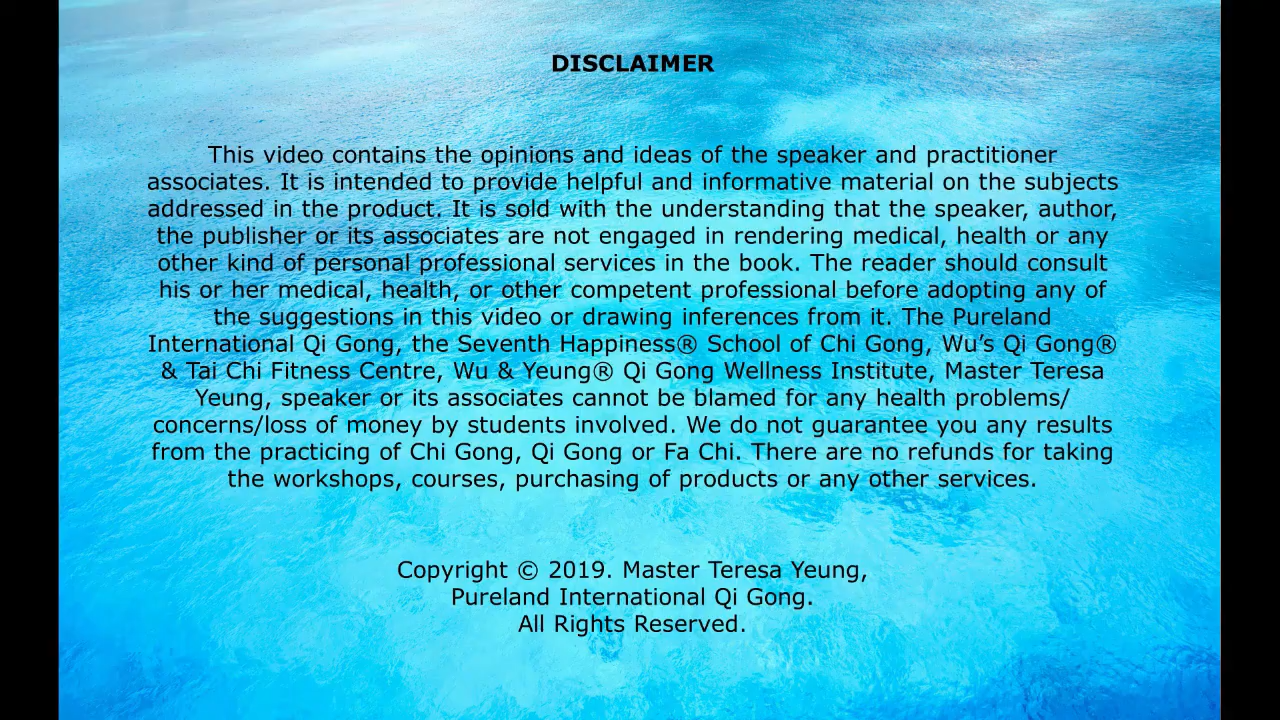 DISCLAIMER
This video contains the opinions and ideas of the speaker and practitioner
associates. It is intended to provide helpful and informative material on the subjects
addressed in the product. It is sold with the understanding that the speaker, author,
the publisher or its associates are not engaged in rendering medical, health or any
other kind of personal professional services in the book. The reader should consult
his or her medical, health, or other competent professional before adopting any of
the suggestions in this video or drawing inferences from it. The Pureland
International Qi Gong, the Seventh Happiness® School of Chi Gong, Wu’s Qi Gong®
& Tai Chi Fitness Centre, Wu & Yeung® Qi Gong Wellness Institute, Master Teresa
Yeung, speaker or its associates cannot be blamed for any health problems/
concerns/loss of money by students involved. We do not guarantee you any results
from the practicing of Chi Gong, Qi Gong or Fa Chi. There are no refunds for taking
the workshops, courses, purchasing of products or any other services.
Copyright © 2019. Master Teresa Yeung,
Pureland International Qi Gong.
All Rights Reserved.